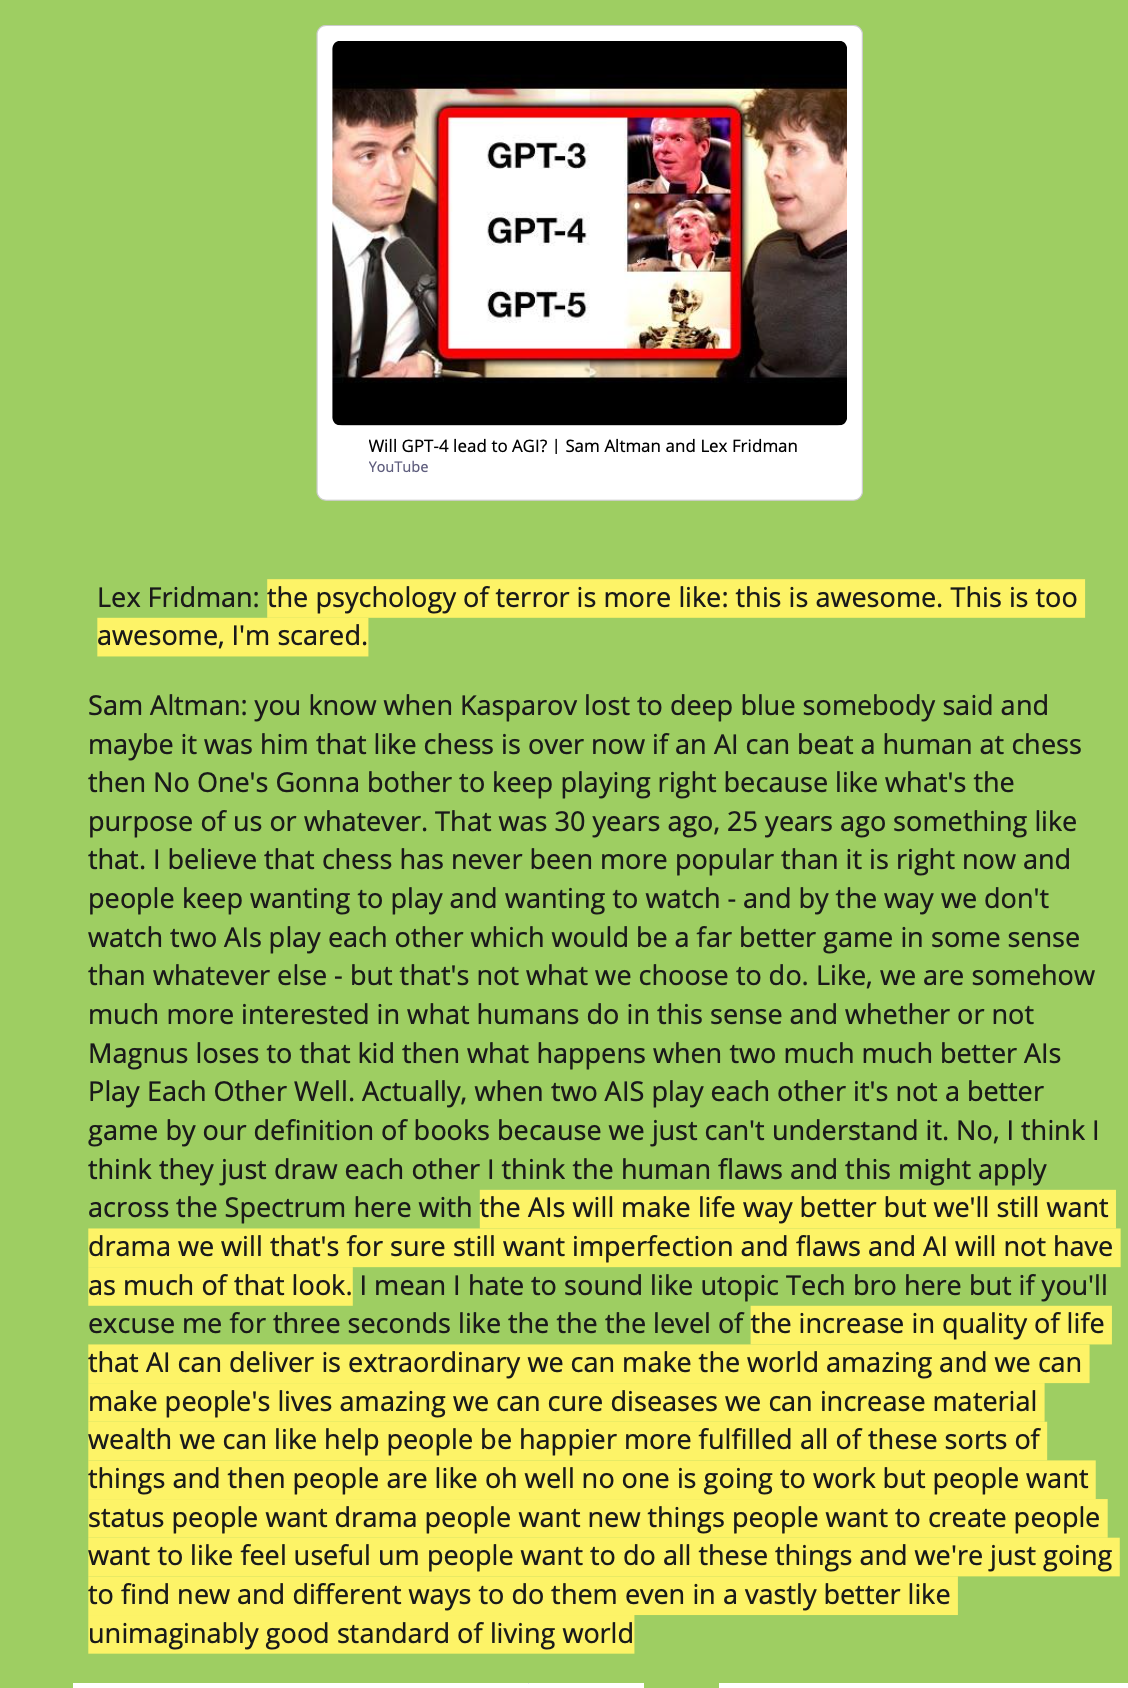 GPT-3
GPT-4
GPT-5
Will GPT-4 lead to AGI? | Sam Altman and Lex Fridman
YouTube
Lex Fridman: the psychology of terror is more like: this is awesome. This is too
awesome, I'm scared.
Sam Altman: you know when Kasparov lost to deep blue somebody said and
maybe it was him that like chess is over now if an AI can beat a human at chess
then No One's Gonna bother to keep playing right because like what's the
purpose of us or whatever. That was 30 years ago, 25 years ago something like
that. I believe that chess has never been more popular than it is right now and
people keep wanting to play and wanting to watch - and by the way we don't
watch two AIs play each other which would be a far better game in some sense
than whatever else - but that's not what we choose to do. Like, we are somehow
much more interested in what humans do in this sense and whether or not
Magnus loses to that kid then what happens when two much much better AIs
Play Each Other Well. Actually, when two AIS play each other it's not a better
game by our definition of books because we just can't understand it. No, I think I
think they just draw each other I think the human flaws and this might apply
across the Spectrum here with the AIs will make life way better but we'll still want
drama we will that's for sure still want imperfection and flaws and AI will not have
as much of that look. I mean I hate to sound like utopic Tech bro here but if you'll
excuse me for three seconds like the the the level of the increase in quality of life
that AI can deliver is extraordinary we can make the world amazing and we can
make people's lives amazing we can cure diseases we can increase material
wealth we can like help people be happier more fulfilled all of these sorts of
things and then people are like oh well no one is going to work but people want
status people want drama people want new things people want to create people
want to like feel useful um people want to do all these things and we're just going
to find new and different ways to do them even in a vastly better like
unimaginably good standard of living world